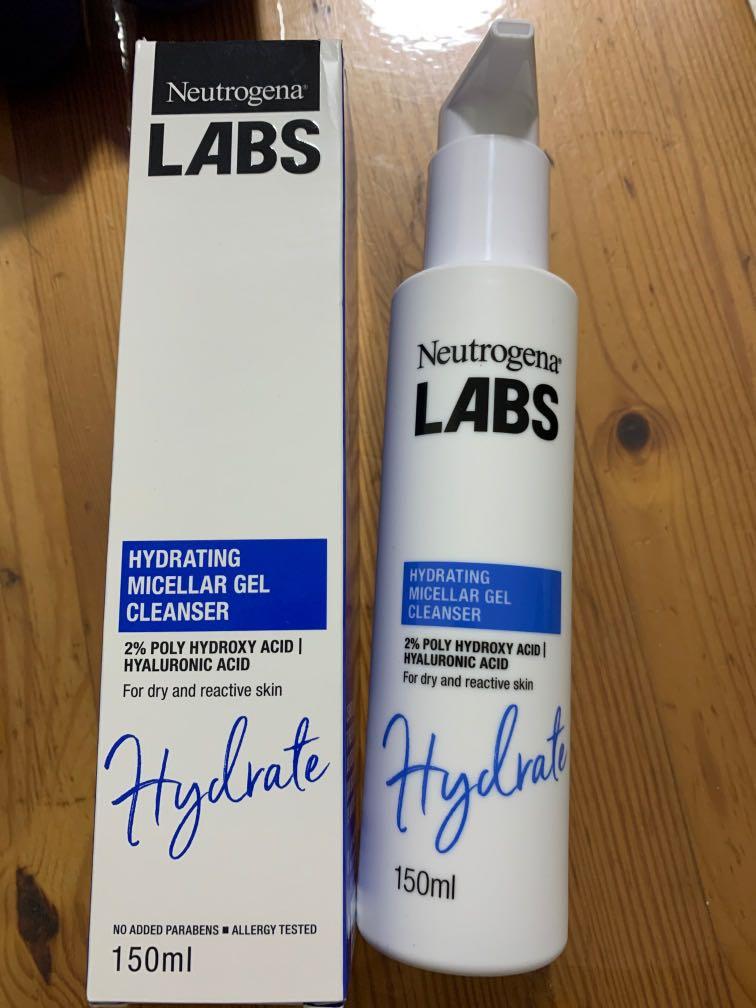 Neutrogena®
LABS
HYDRATING
MICELLAR GEL
CLEANSER
2% POLY HYDROXY ACID |
HYALURONIC ACID
For dry and reactive skin
Hydrate
NO ADDED PARABENS ■ ALLERGY TESTED
150ml
Neutrogena®
LABS
HYDRATING
MICELLAR GEL
CLEANSER
2% POLY HYDROXY ACID |
HYALURONIC ACID
For dry and reactive skin
Hydrate
150ml